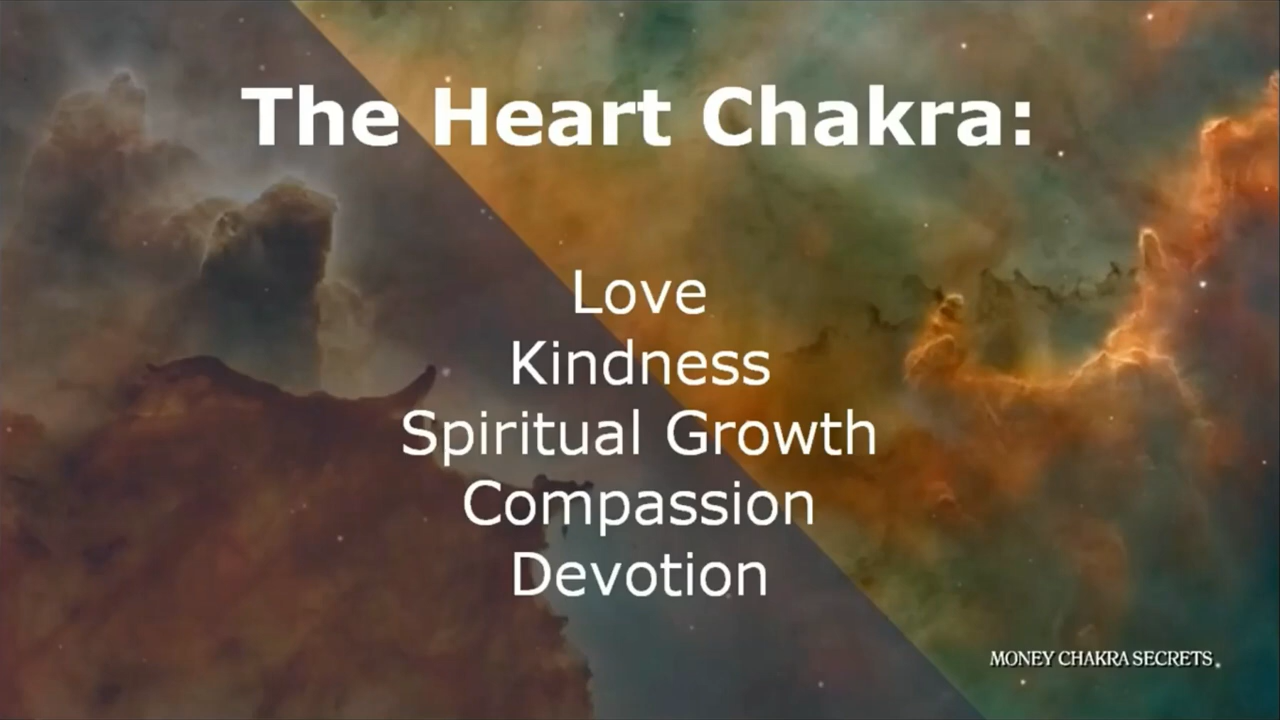 The Heart Chakra:
Love
Kindness
Spiritual Growth
Compassion
Devotion
MONEY CHAKRA SECRETS